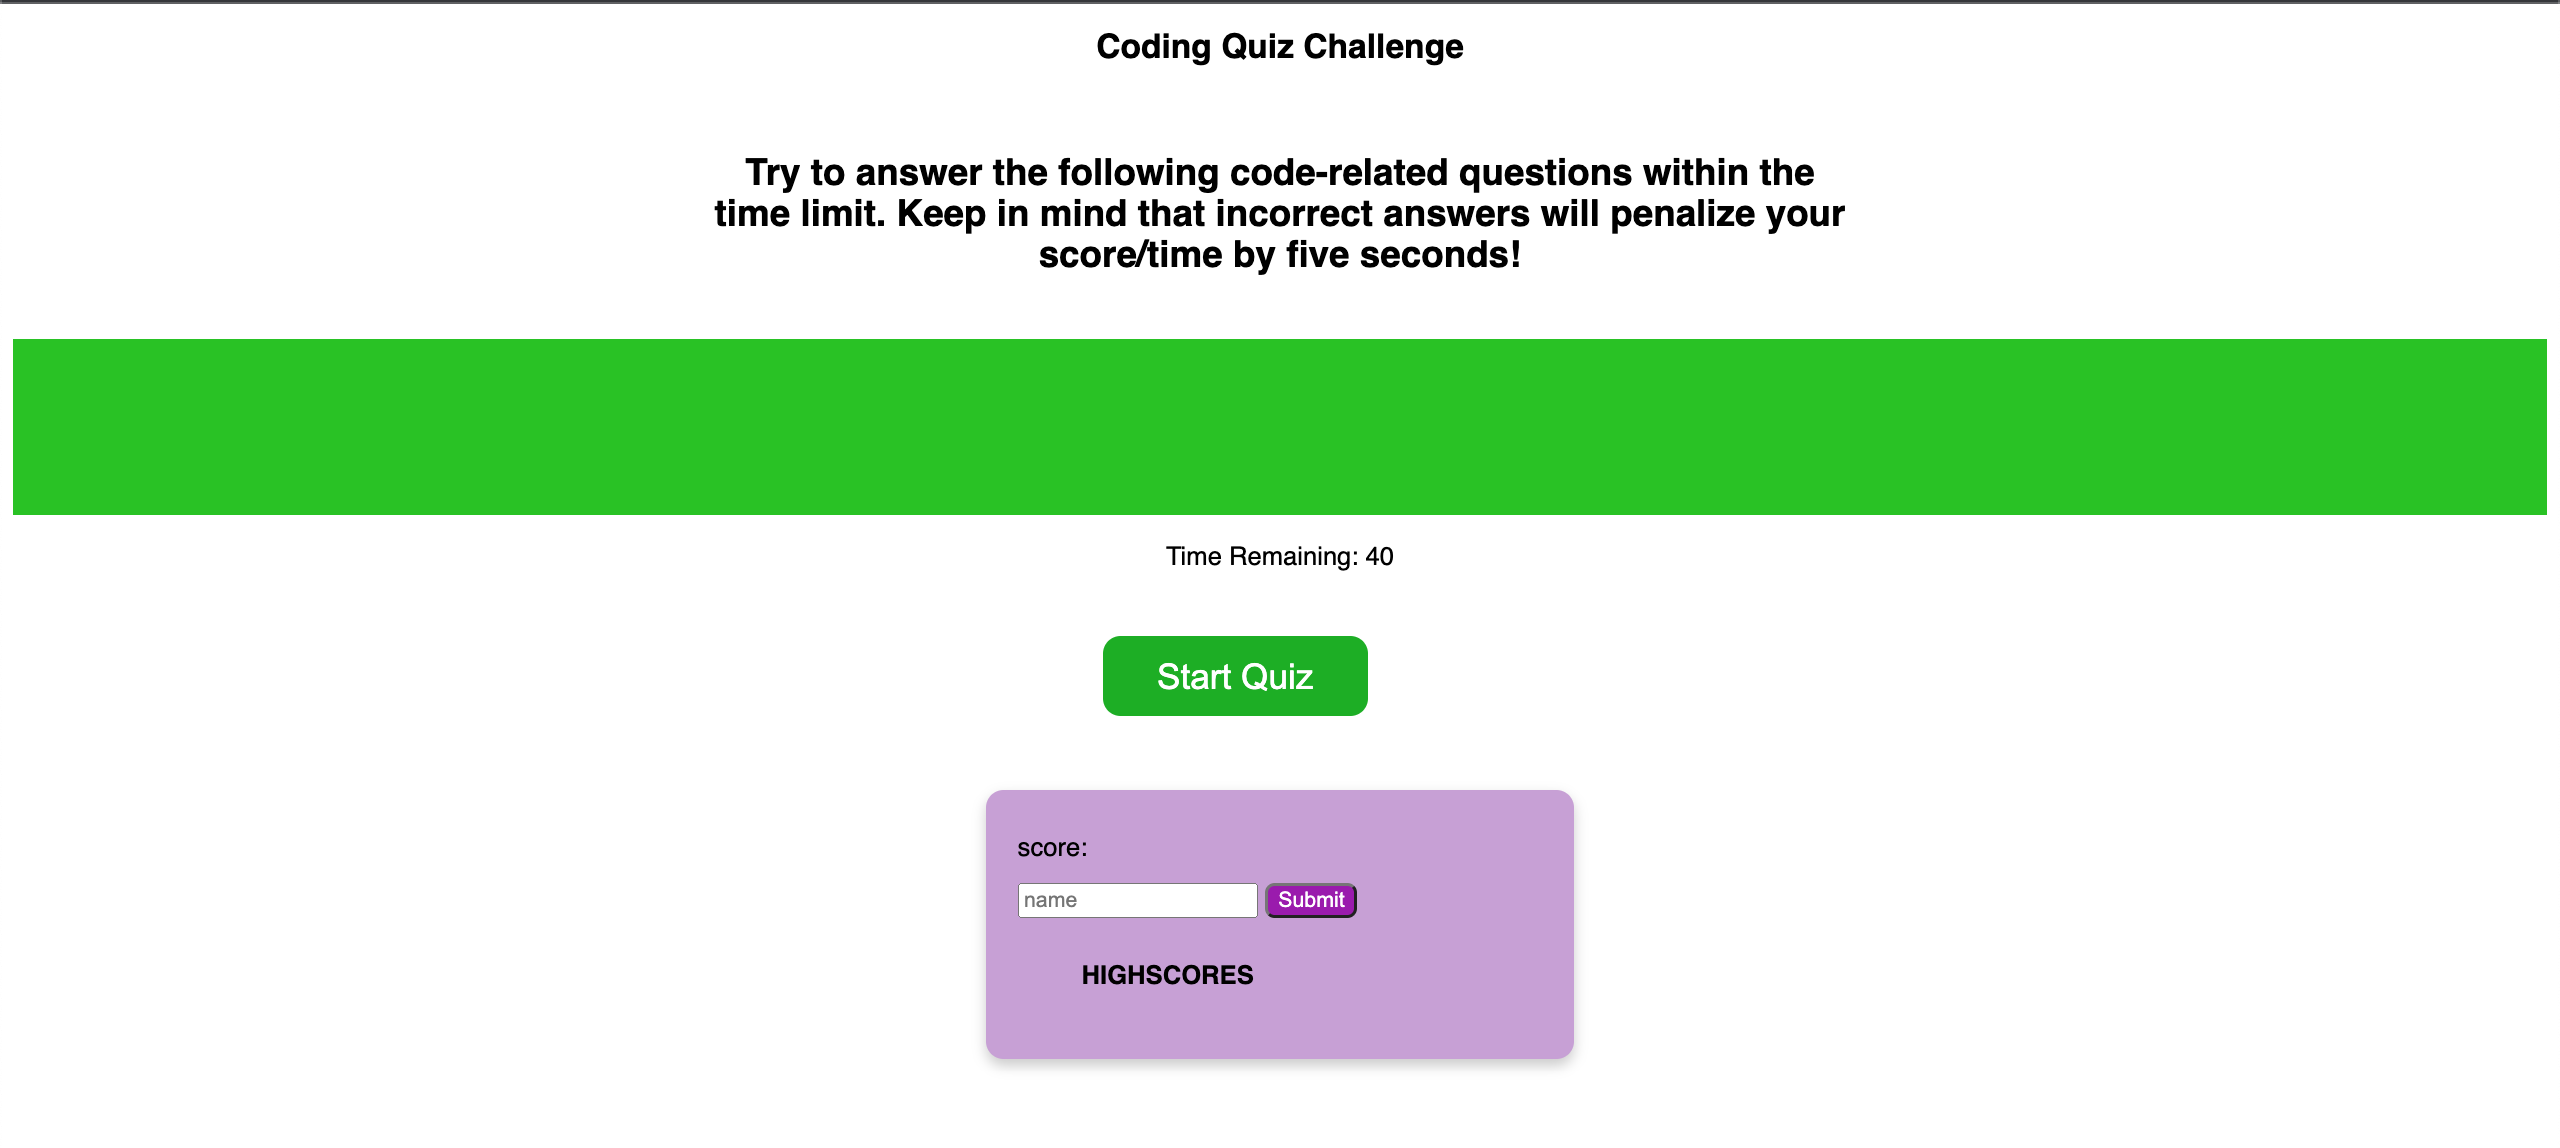 Coding Quiz Challenge
Try to answer the following code-related questions within the
time limit. Keep in mind that incorrect answers will penalize your
score/time by five seconds!
Time Remaining: 40
Start Quiz
score:
name Submit
HIGHSCORES